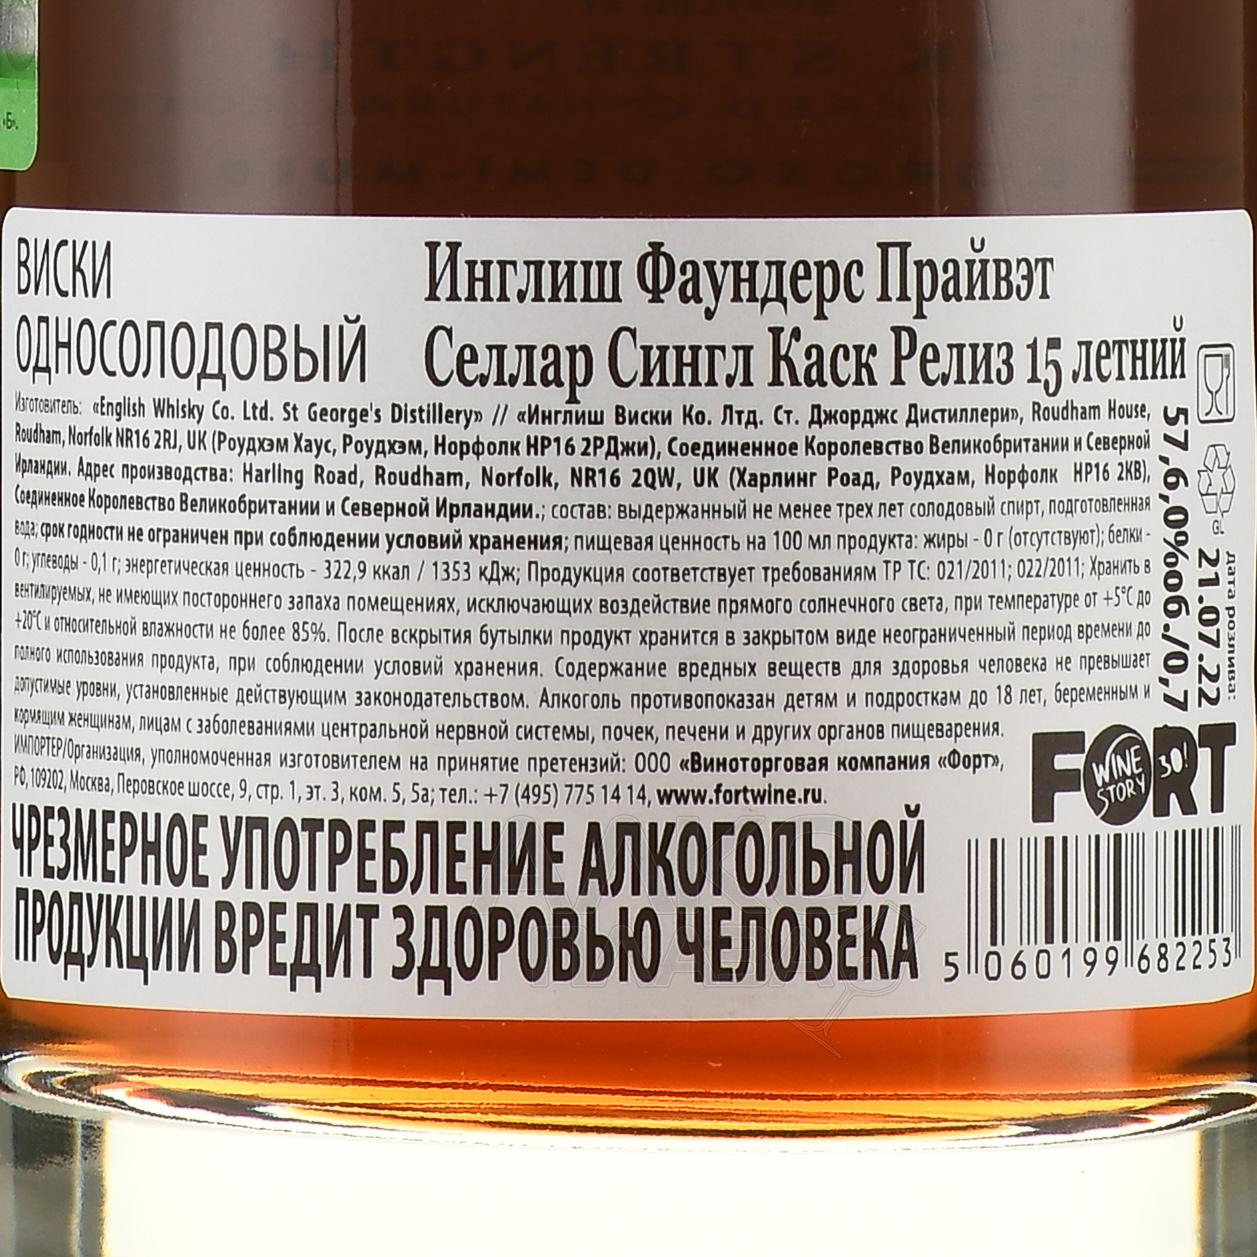 «Б».
ВИСКИ
ОДНОСОЛОДОВЫЙ
Инглиш Фаундерс Прайвэт
Селлар Сингл Каск Релиз 15 летний
Изготовитель: «English Whisky Co. Ltd. St George's Distillery» // «Инглиш Виски Ко. Лтд. Ст. Джорджс Дистиллери», Roudham House,
Roudham, Norfolk NR16 2RJ, UK (Роудхэм Хаус, Роудхэм, Норфолк НР16 2РДжи), Соединенное Королевство Великобритании и Северной
Ирландии. Адрес производства: Harling Road, Roudham, Norfolk, NR16 2QW, UK (Харлинг Роад, Роудхам, Норфолк НР16 2КВ),
Соединенное Королевство Великобритании и Северной Ирландии.; состав: выдержанный не менее трех лет солодовый спирт, подготовленная
вода; срок годности не ограничен при соблюдении условий хранения; пищевая ценность на 100 мл продукта: жиры - 0 г (отсутствуют); белки -
0 г; углеводы - 0,1 г; энергетическая ценность - 322,9 ккал / 1353 кДж; Продукция соответствует требованиям ТР ТС: 021/2011; 022/2011; Хранить в
вентилируемых, не имеющих постороннего запаха помещениях, исключающих воздействие прямого солнечного света, при температуре от +5°С до
+20°С и относительной влажности не более 85%. После вскрытия бутылки продукт хранится в закрытом виде неограниченный период времени до
полного использования продукта, при соблюдении условий хранения. Содержание вредных веществ для здоровья человека не превышает
допустимые уровни, установленные действующим законодательством. Алкоголь противопоказан детям и подросткам до 18 лет, беременным и
кормящим женщинам, лицам с заболеваниями центральной нервной системы, почек, печени и других органов пищеварения.
ИМПОРТЕР/Организация, уполномоченная изготовителем на принятие претензий: ООО «Виноторговая компания «Форт»,
РФ, 109202, Москва, Перовское шоссе, 9, стр. 1, эт. 3, ком. 5, 5а; тел.: +7 (495) 775 14 14, www.fortwine.ru.
ЧРЕЗМЕРНОЕ УПОТРЕБЛЕНИЕ АЛКОГОЛЬНОЙ
ПРОДУКЦИИ ВРЕДИТ ЗДОРОВЬЮ ЧЕЛОВЕКА
57,6,0%об./0,7
GL
дата розлива:
21.07.22
FORT
WINE
STORY
30!
5 060199 682253